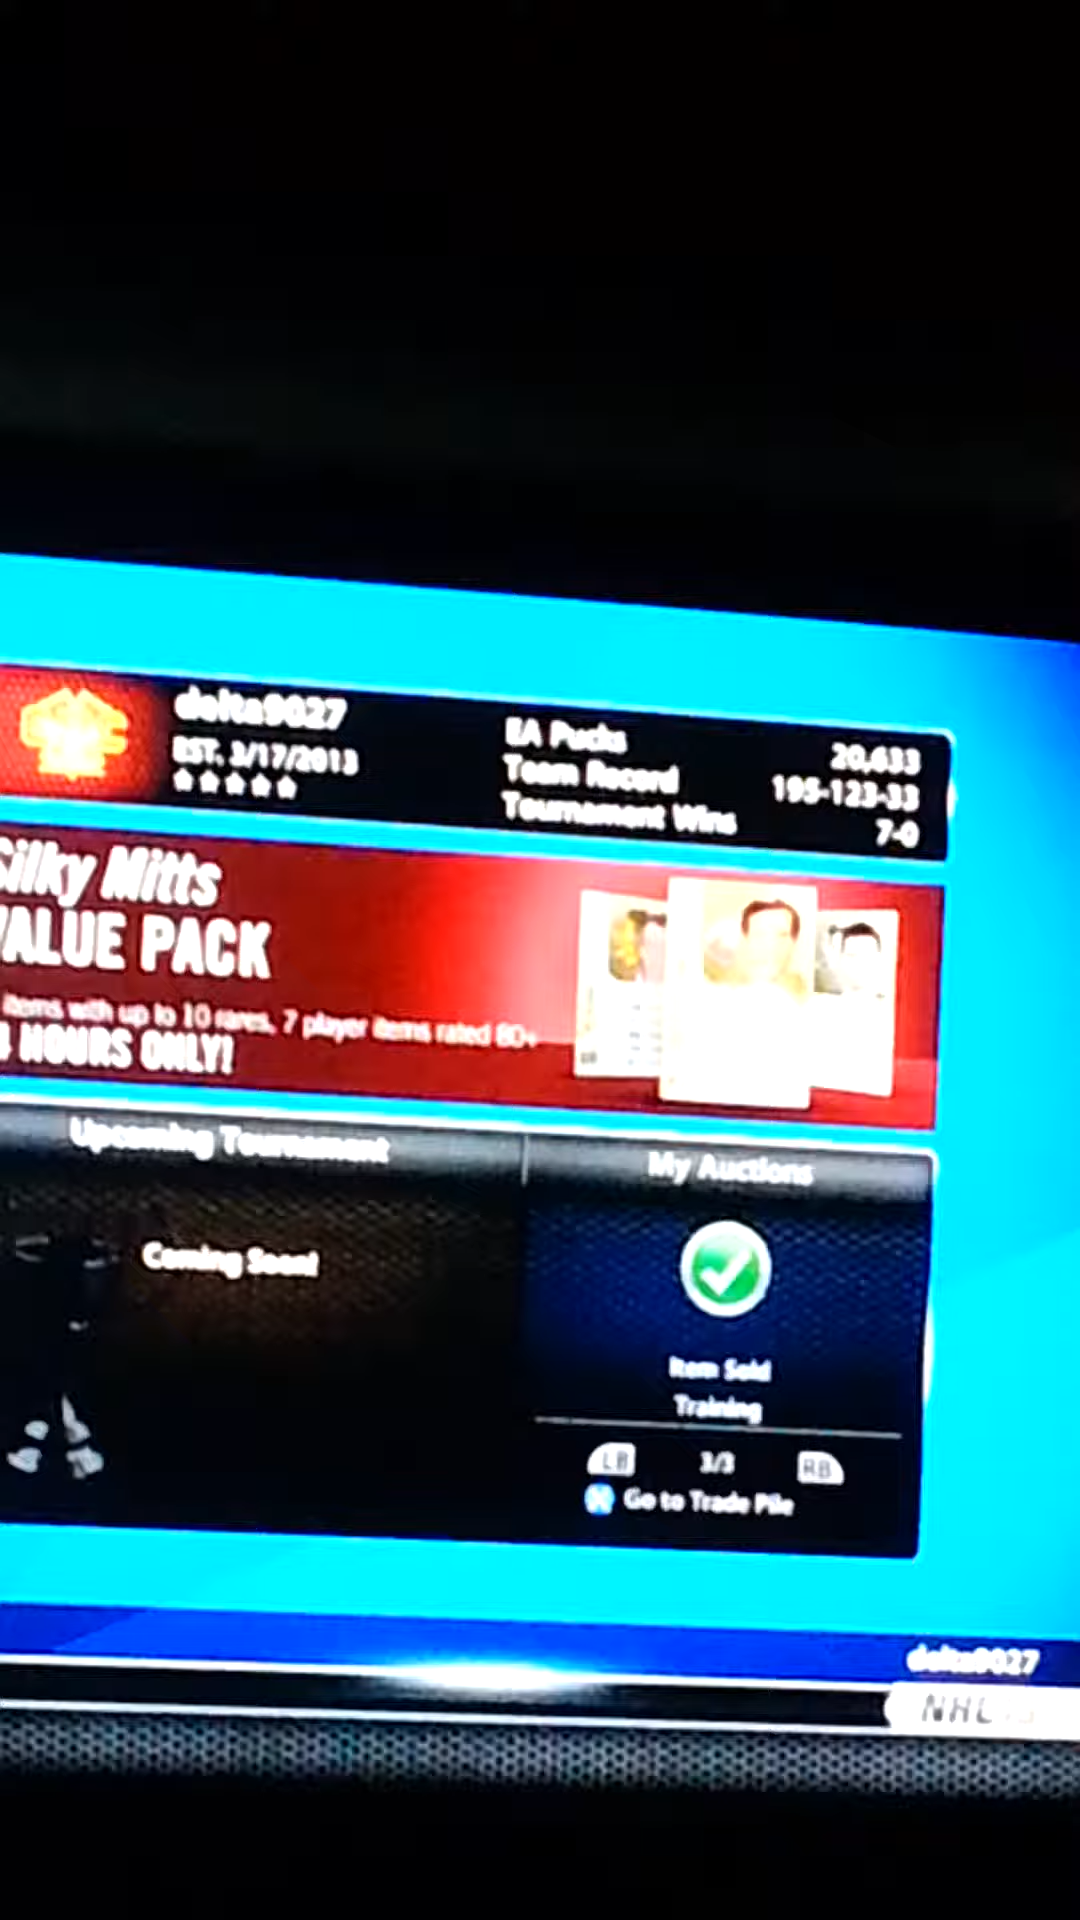 delta9027
EST. 3/17/2013
EA Pucks 20,633
Team Record 195-123-33
Tournament Wins 7-0
Silky Mitts
VALUE PACK
items with up to 10 rares, 7 player items rated 80+
HOURS ONLY!
Upcoming Tournament
Coming Soon!
My Auctions
Item Sold
Training
LB 3/3 RB
Go to Trade Pile
delta9027
NHL